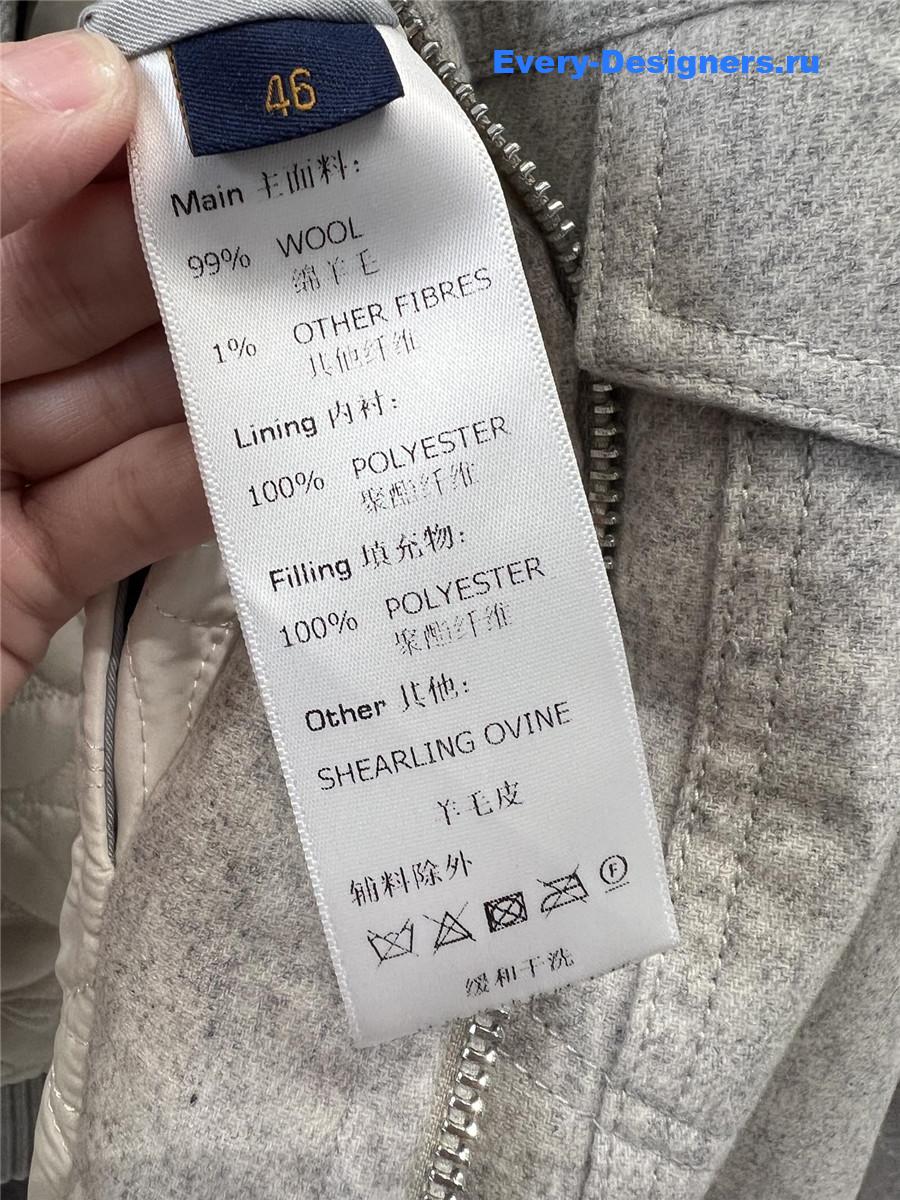 Every-Designers.ru
46
Main 主面料:
99% WOOL
绵羊毛
1% OTHER FIBRES
其他纤维
Lining 内衬:
100% POLYESTER
聚酯纤维
Filling 填充物:
100% POLYESTER
聚酯纤维
Other 其他:
SHEARLING OVINE
羊毛皮
辅料除外
F
缓和干洗